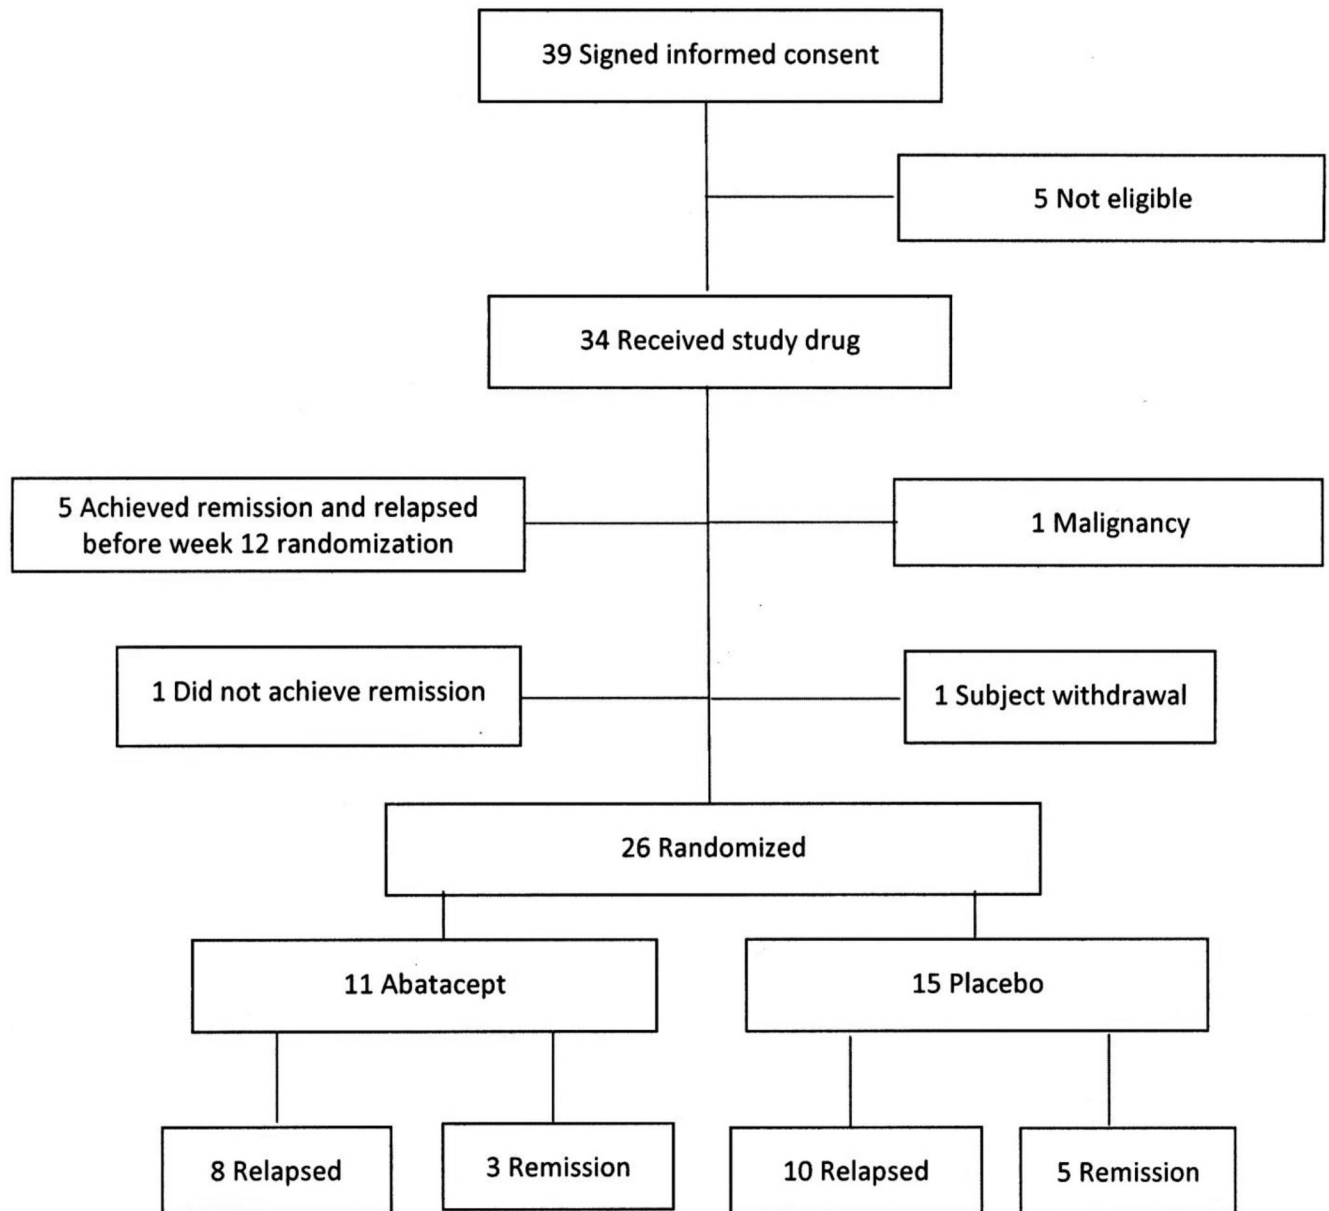 39 Signed informed consent
5 Not eligible
34 Received study drug
5 Achieved remission and relapsed
before week 12 randomization
1 Malignancy
1 Did not achieve remission
1 Subject withdrawal
26 Randomized
11 Abatacept
15 Placebo
8 Relapsed
3 Remission
10 Relapsed
5 Remission